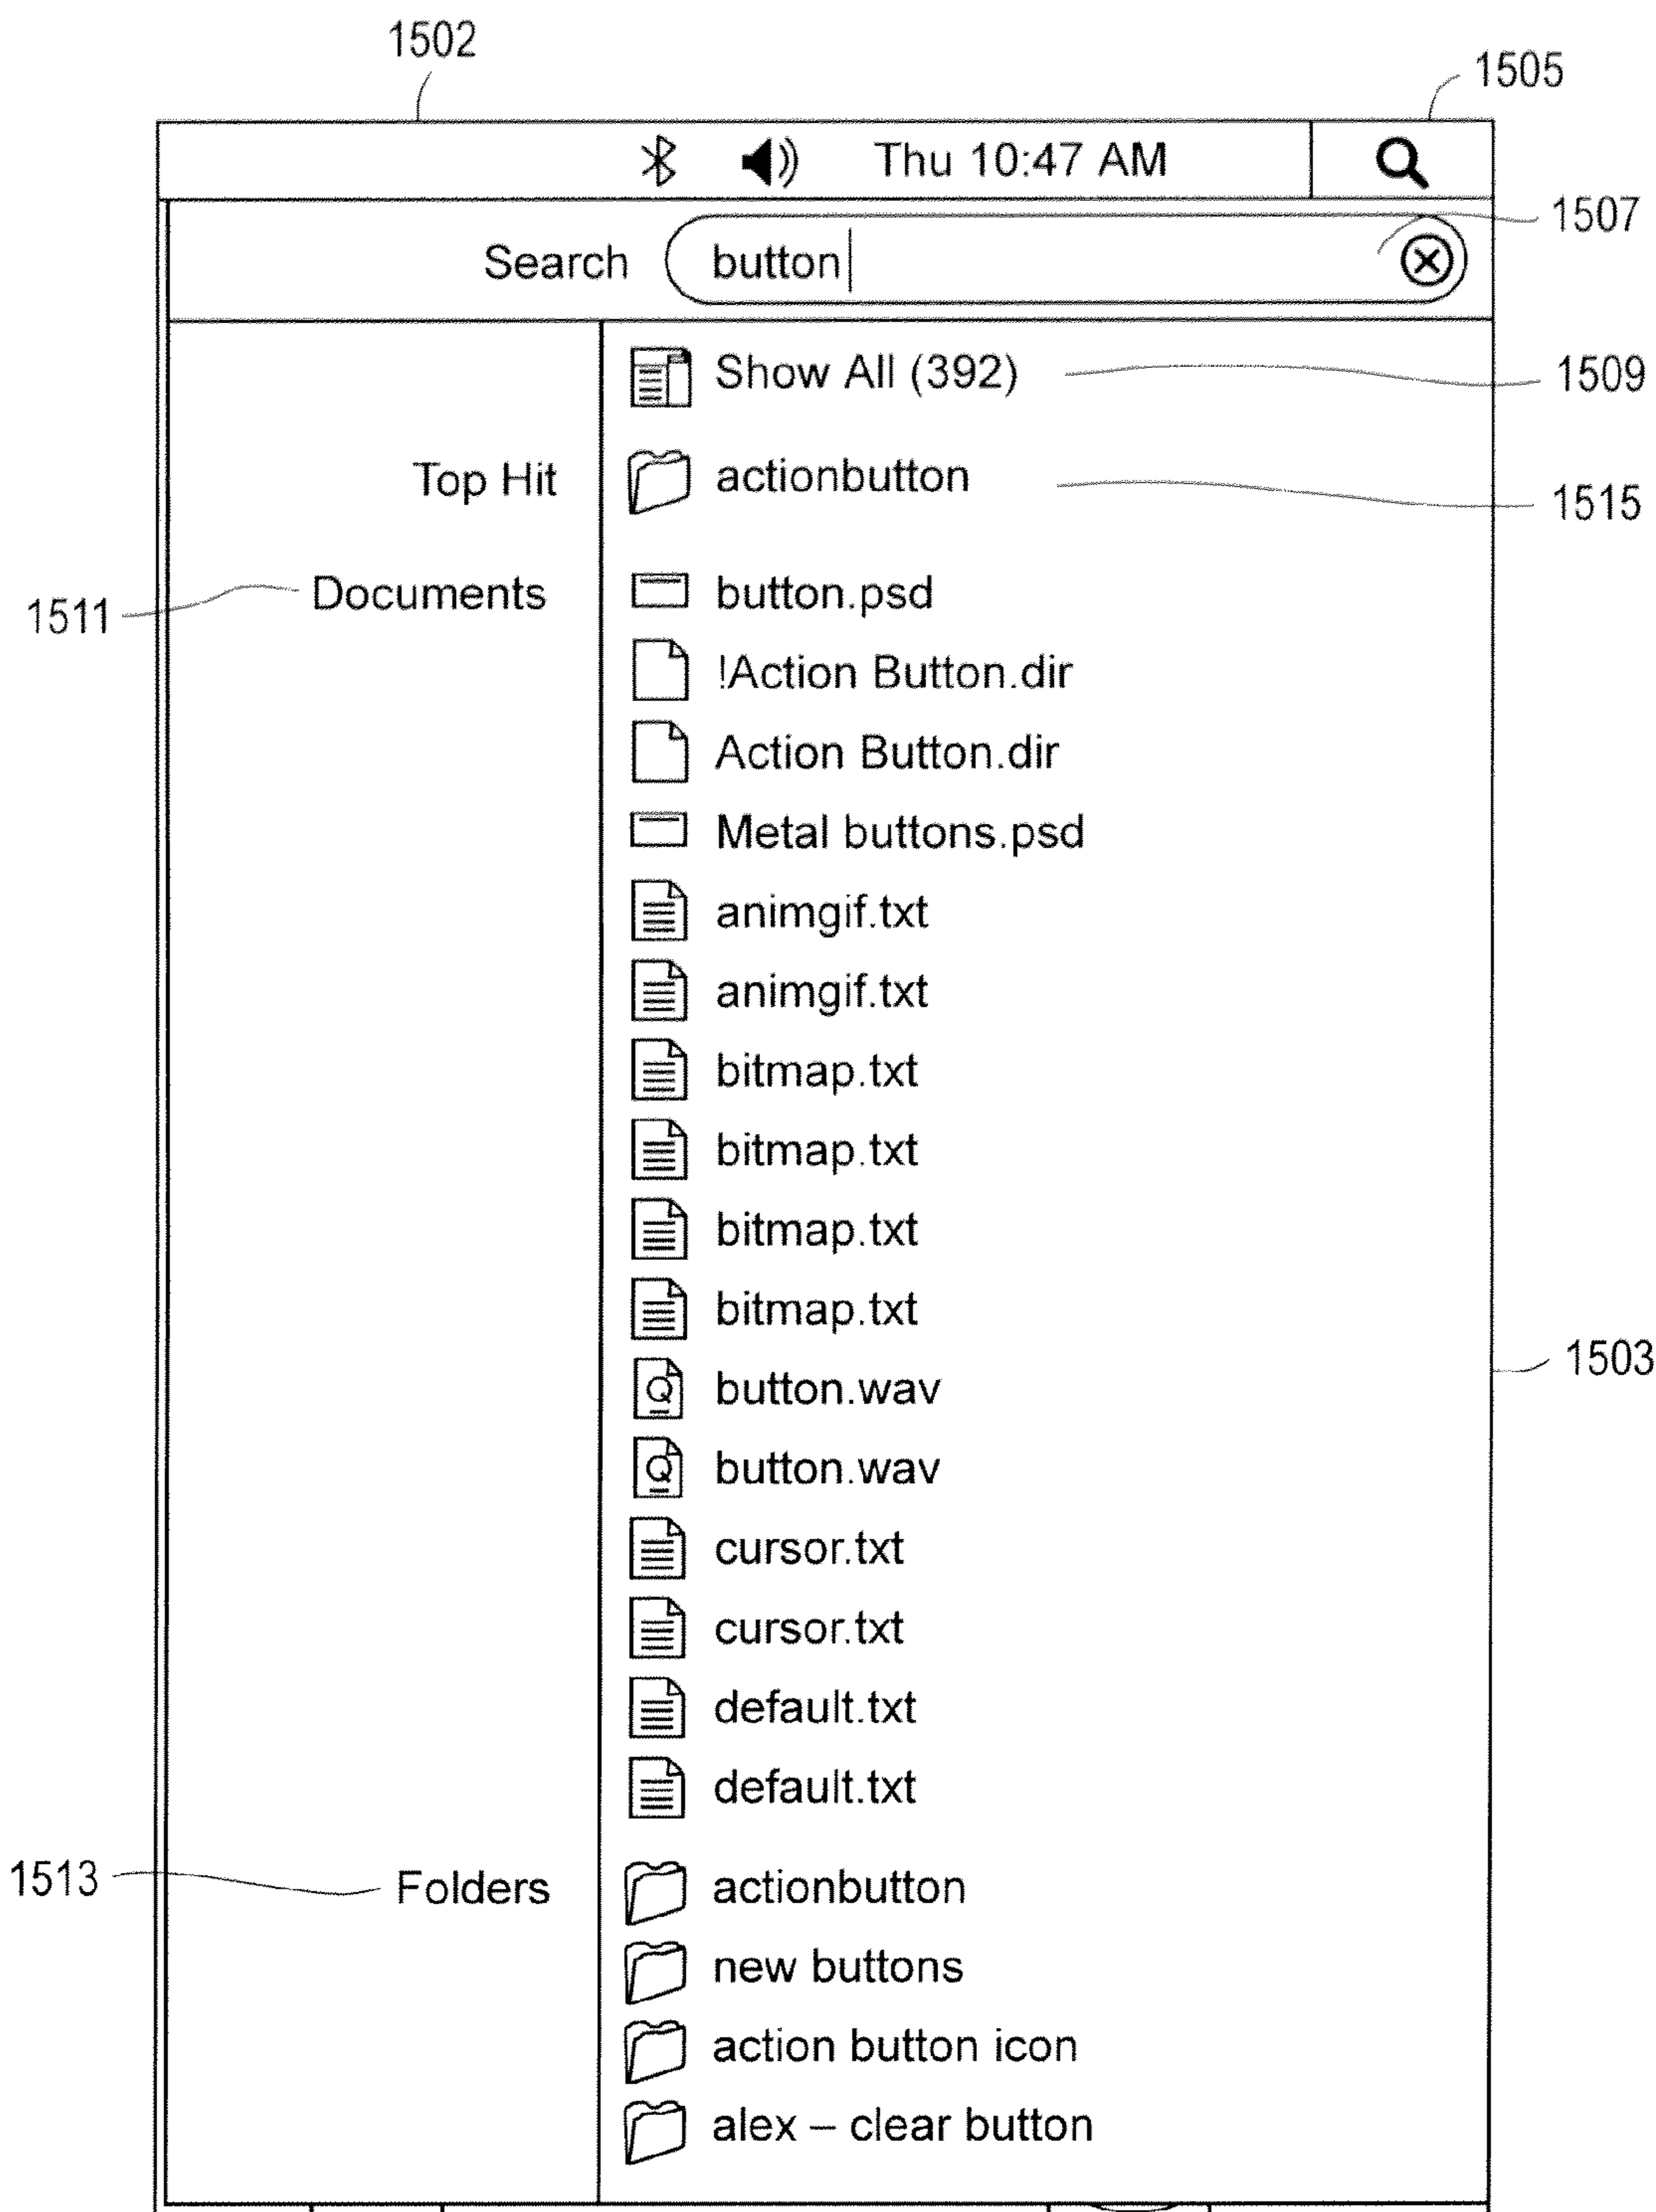 1502
1505
Thu 10:47 AM
1507
Search button
Show All (392)
1509
Top Hit actionbutton
1515
1511
Documents button.psd
!Action Button.dir
Action Button.dir
Metal buttons.psd
animgif.txt
animgif.txt
bitmap.txt
bitmap.txt
bitmap.txt
bitmap.txt
1503
button.wav
button.wav
cursor.txt
cursor.txt
default.txt
default.txt
1513
Folders actionbutton
new buttons
action button icon
alex – clear button